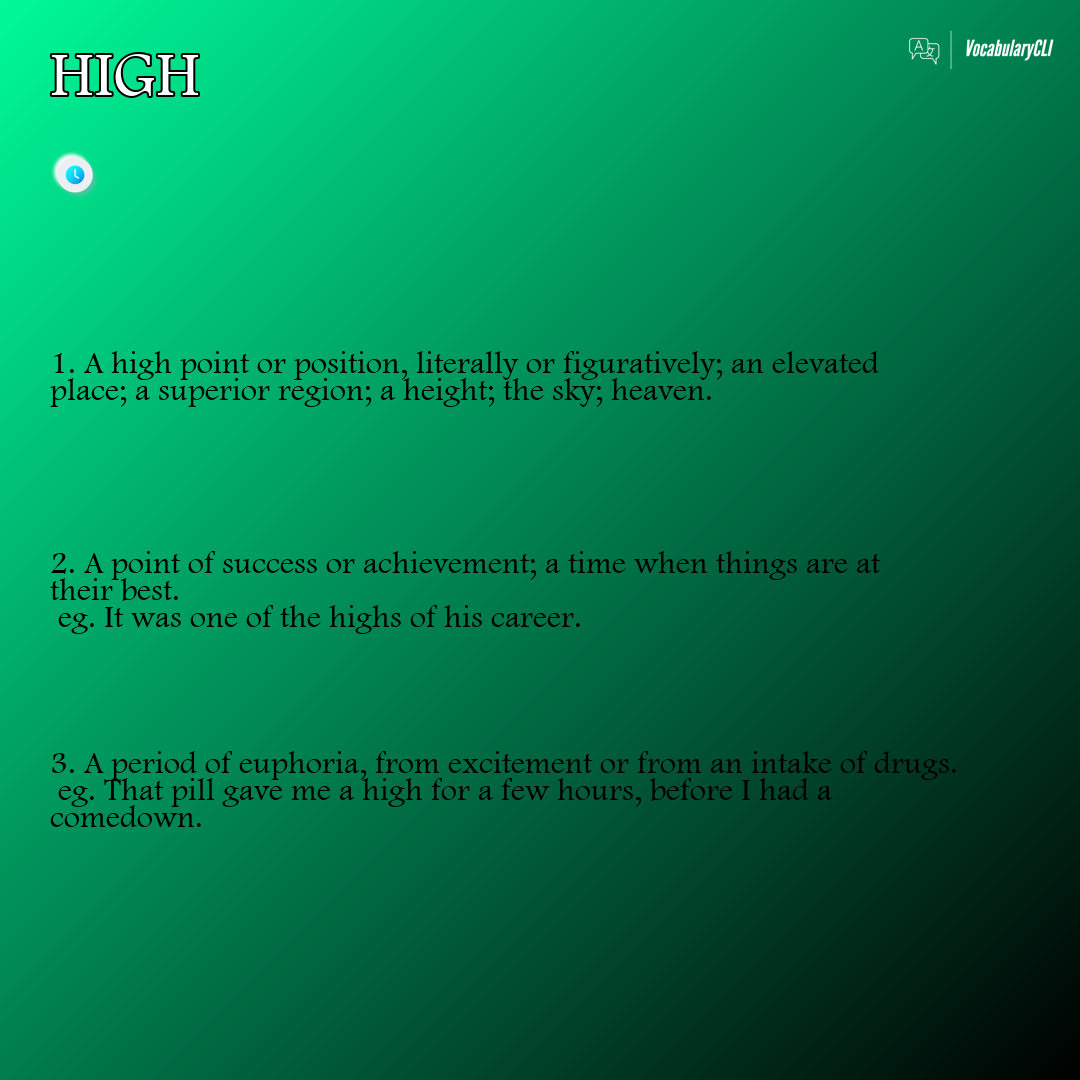 HIGH
VocabularyCLI
1. A high point or position, literally or figuratively; an elevated
place; a superior region; a height; the sky; heaven.
2. A point of success or achievement; a time when things are at
their best.
eg. It was one of the highs of his career.
3. A period of euphoria, from excitement or from an intake of drugs.
eg. That pill gave me a high for a few hours, before I had a
comedown.